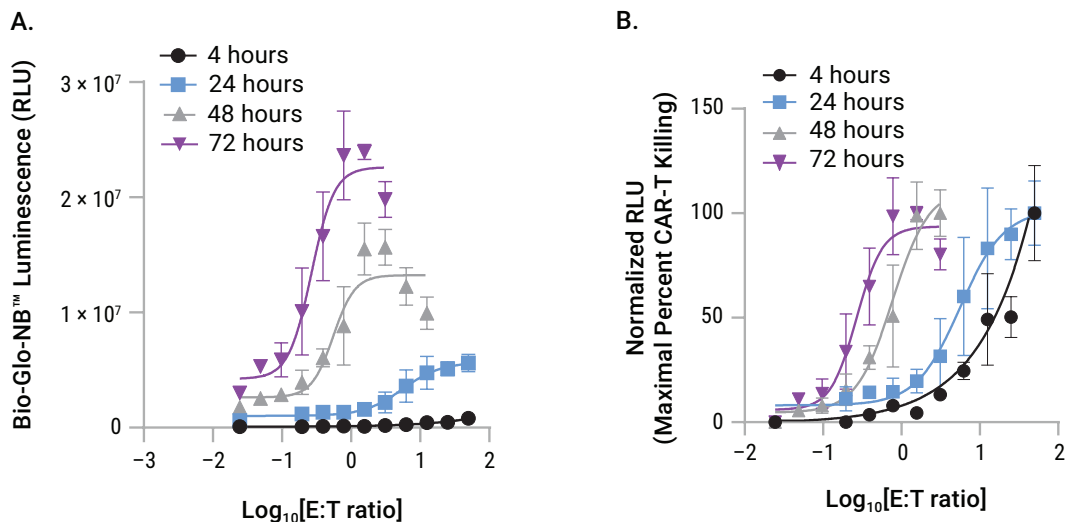 A.
4 hours
24 hours
48 hours
72 hours
Bio-Glo-NB™ Luminescence (RLU)
3 × 10⁷
2 × 10⁷
1 × 10⁷
0
−3
−2
−1
0
1
2
Log₁₀[E:T ratio]
B.
4 hours
24 hours
48 hours
72 hours
Normalized RLU
(Maximal Percent CAR-T Killing)
150
100
50
0
−2
−1
0
1
2
Log₁₀[E:T ratio]